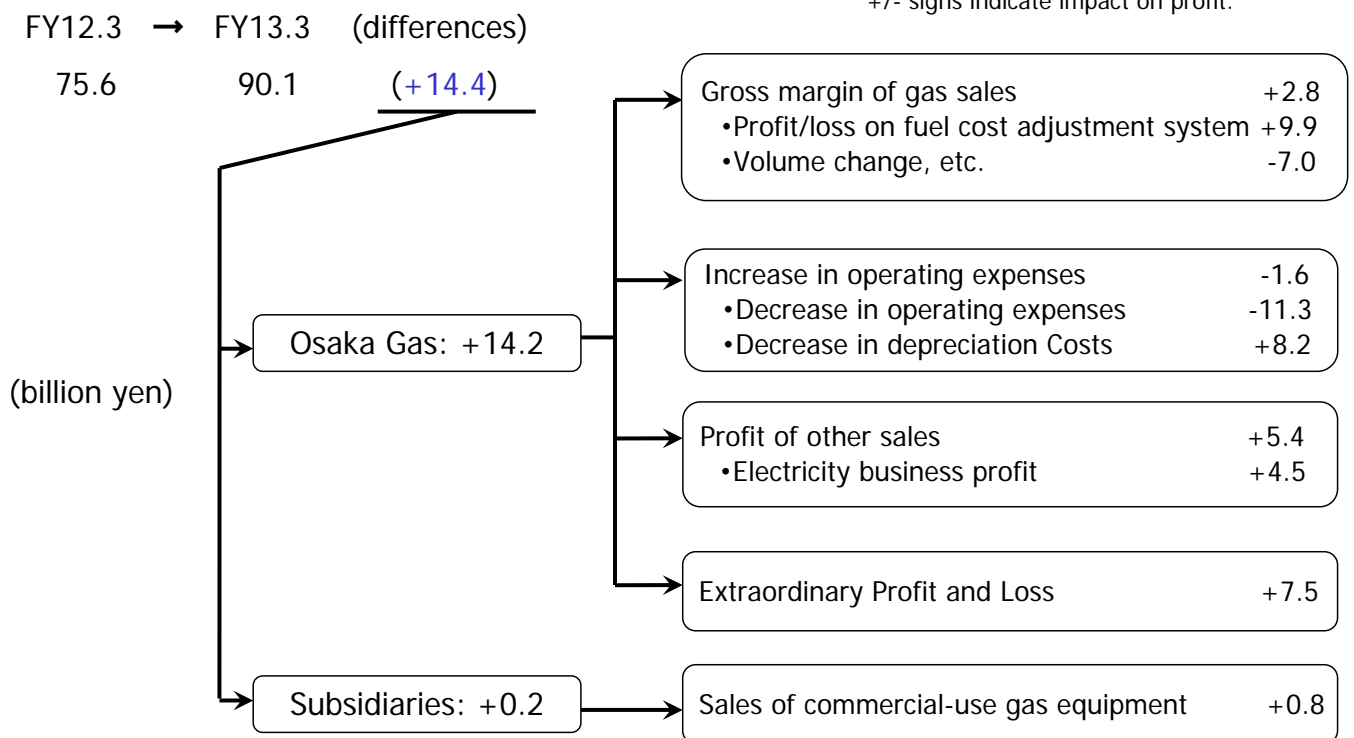 +/- signs indicate impact on profit.
FY12.3 → FY13.3 (differences)
75.6 90.1 (+14.4)
Gross margin of gas sales +2.8
•Profit/loss on fuel cost adjustment system +9.9
•Volume change, etc. -7.0
Increase in operating expenses -1.6
•Decrease in operating expenses -11.3
•Decrease in depreciation Costs +8.2
Osaka Gas: +14.2
(billion yen)
Profit of other sales +5.4
•Electricity business profit +4.5
Extraordinary Profit and Loss +7.5
Subsidiaries: +0.2
Sales of commercial-use gas equipment +0.8